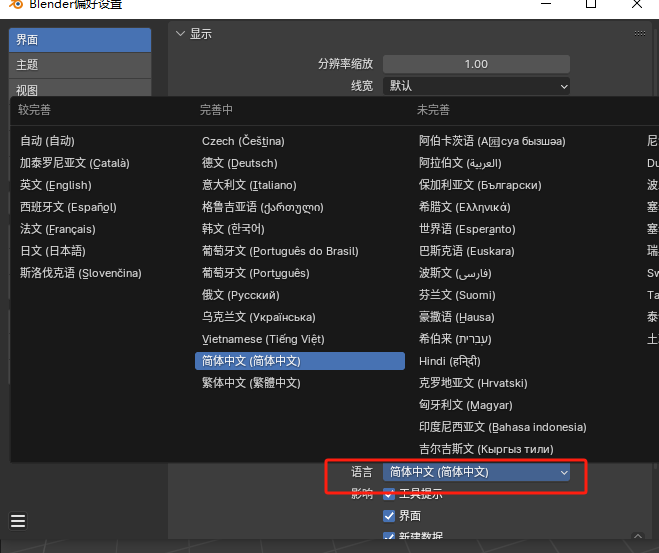 Blender偏好设置
界面
主题
视图
显示
分辨率缩放 1.00
线宽 默认
较完善
自动 (自动)
加泰罗尼亚文 (Català)
英文 (English)
西班牙文 (Español)
法文 (Français)
日文 (日本語)
斯洛伐克语 (Slovenčina)
完善中
Czech (Čeština)
德文 (Deutsch)
意大利文 (Italiano)
格鲁吉亚语 (ქართული)
韩文 (한국어)
葡萄牙文 (Português do Brasil)
葡萄牙文 (Português)
俄文 (Русский)
乌克兰文 (Українська)
Vietnamese (Tiếng Việt)
简体中文 (简体中文)
繁体中文 (繁體中文)
未完善
阿伯卡茨语 (Аԥсуа бызшәа)
阿拉伯文 (العربية)
保加利亚文 (Български)
希腊文 (Ελληνικά)
世界语 (Esperanto)
巴斯克语 (Euskara)
波斯文 (فارسی)
芬兰文 (Suomi)
豪撒语 (Hausa)
希伯来 (עברית)
Hindi (हिन्दी)
克罗地亚文 (Hrvatski)
匈牙利文 (Magyar)
印度尼西亚文 (Bahasa indonesia)
吉尔吉斯文 (Кыргыз тили)
尼
Du
波
塞
塞
瑞
Sw
Ta
泰
土
语言 简体中文 (简体中文)
影响 工具提示
界面
新建数据